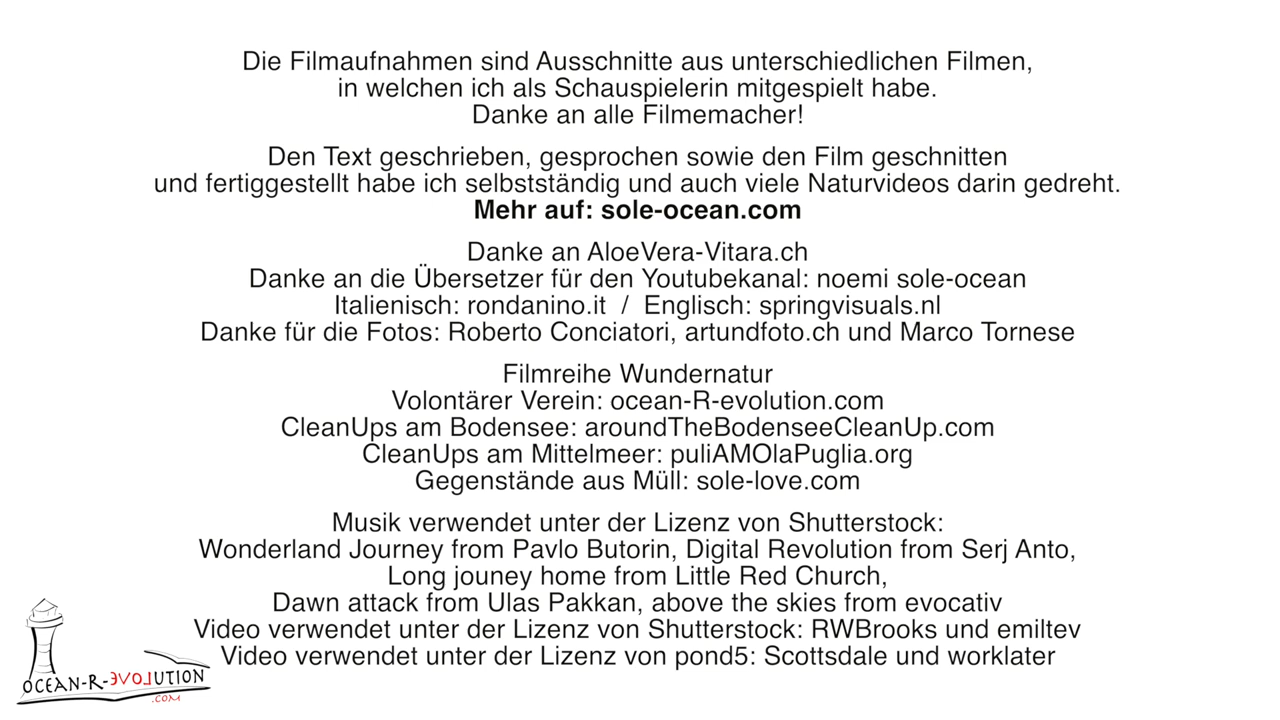 Die Filmaufnahmen sind Ausschnitte aus unterschiedlichen Filmen,
in welchen ich als Schauspielerin mitgespielt habe.
Danke an alle Filmemacher!
Den Text geschrieben, gesprochen sowie den Film geschnitten
und fertiggestellt habe ich selbstständig und auch viele Naturvideos darin gedreht.
Mehr auf: sole-ocean.com
Danke an AloeVera-Vitara.ch
Danke an die Übersetzer für den Youtubekanal: noemi sole-ocean
Italienisch: rondanino.it / Englisch: springvisuals.nl
Danke für die Fotos: Roberto Conciatori, artundfoto.ch und Marco Tornese
Filmreihe Wundernatur
Volontärer Verein: ocean-R-evolution.com
CleanUps am Bodensee: aroundTheBodenseeCleanUp.com
CleanUps am Mittelmeer: puliAMOlaPuglia.org
Gegenstände aus Müll: sole-love.com
Musik verwendet unter der Lizenz von Shutterstock:
Wonderland Journey from Pavlo Butorin, Digital Revolution from Serj Anto,
Long jouney home from Little Red Church,
Dawn attack from Ulas Pakkan, above the skies from evocativ
Video verwendet unter der Lizenz von Shutterstock: RWBrooks und emiltev
Video verwendet unter der Lizenz von pond5: Scottsdale und worklater
OCEAN-R-EVOLUTION
.COM